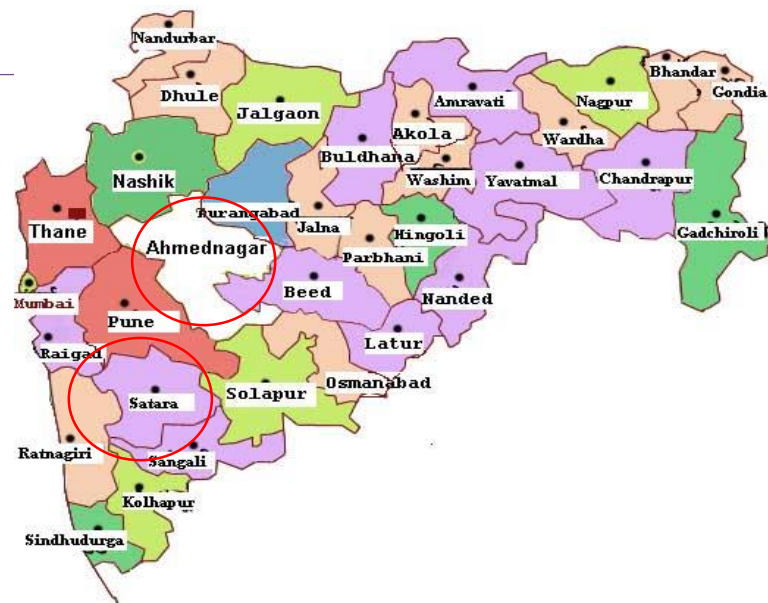 Nandurbar
Dhule
Jalgaon
Nashik
Buldhana
Akola
Amravati
Nagpur
Bhandar
Gondia
Wardha
Washim
Yavatmal
Chandrapur
Gadchiroli
Thane
Ahmednagar
Aurangabad
Jalna
Parbhani
Hingoli
Nanded
Mumbai
Raigad
Pune
Beed
Latur
Osmanabad
Solapur
Satara
Ratnagiri
Sangali
Kolhapur
Sindhudurga